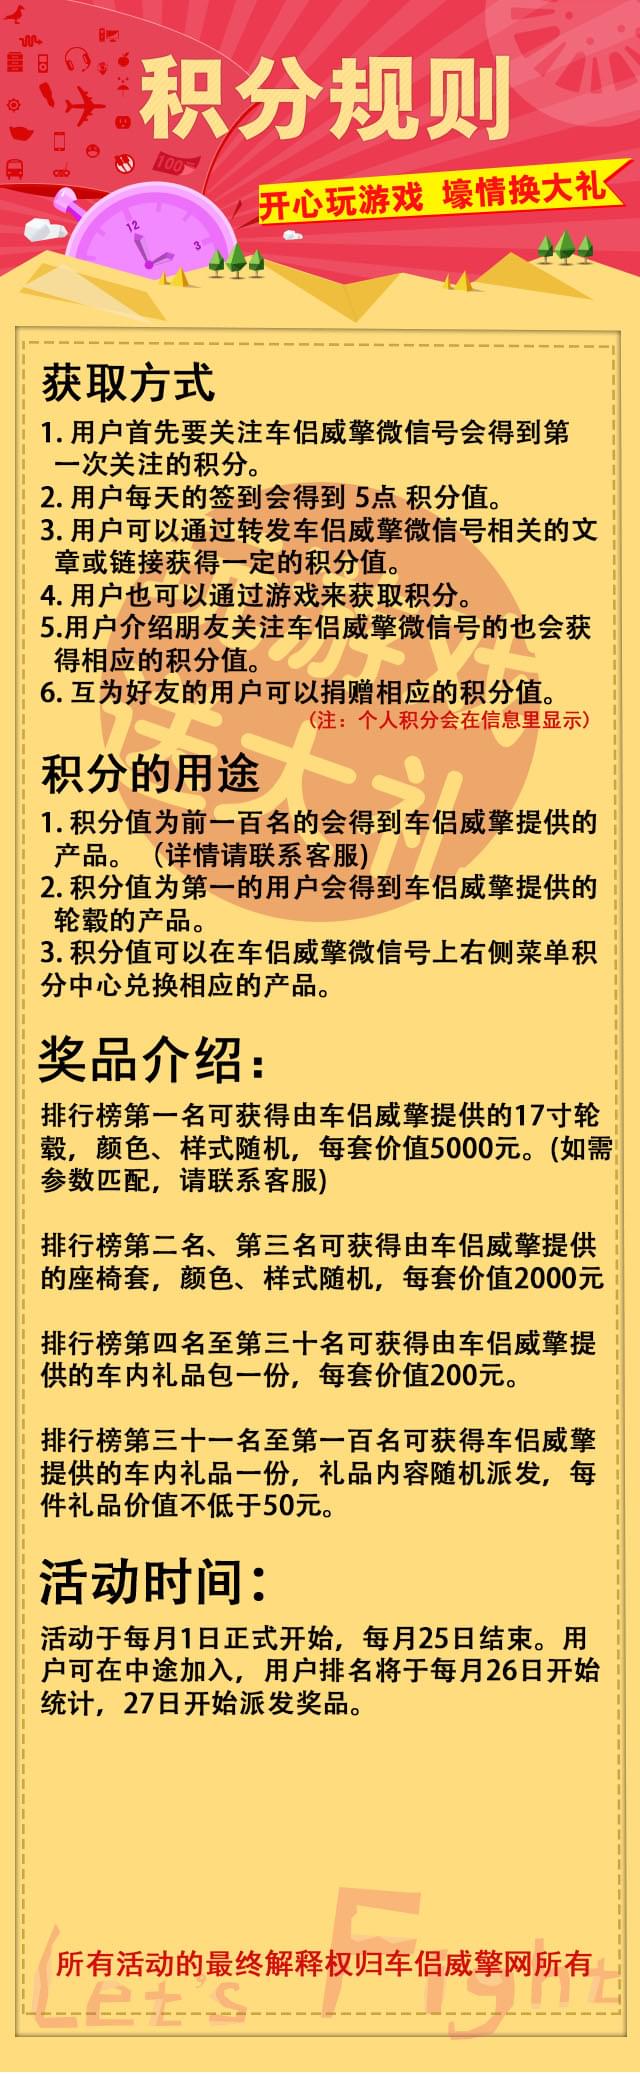 积分规则
开心玩游戏 壕情换大礼
获取方式
1. 用户首先要关注车侣威擎微信号会得到第
一次关注的积分。
2. 用户每天的签到会得到 5点 积分值。
3. 用户可以通过转发车侣威擎微信号相关的文
章或链接获得一定的积分值。
4. 用户也可以通过游戏来获取积分。
5.用户介绍朋友关注车侣威擎微信号的也会获
得相应的积分值。
6. 互为好友的用户可以捐赠相应的积分值。
(注：个人积分会在信息里显示)
积分的用途
1. 积分值为前一百名的会得到车侣威擎提供的
产品。（详情请联系客服)
2. 积分值为第一的用户会得到车侣威擎提供的
轮毂的产品。
3. 积分值可以在车侣威擎微信号上右侧菜单积
分中心兑换相应的产品。
奖品介绍：
排行榜第一名可获得由车侣威擎提供的17寸轮
毂，颜色、样式随机，每套价值5000元。(如需
参数匹配，请联系客服)
排行榜第二名、第三名可获得由车侣威擎提供
的座椅套，颜色、样式随机，每套价值2000元
排行榜第四名至第三十名可获得由车侣威擎提
供的车内礼品包一份，每套价值200元。
排行榜第三十一名至第一百名可获得车侣威擎
提供的车内礼品一份，礼品内容随机派发，每
件礼品价值不低于50元。
活动时间：
活动于每月1日正式开始，每月25日结束。用
户可在中途加入，用户排名将于每月26日开始
统计，27日开始派发奖品。
所有活动的最终解释权归车侣威擎网所有
Let's Fight